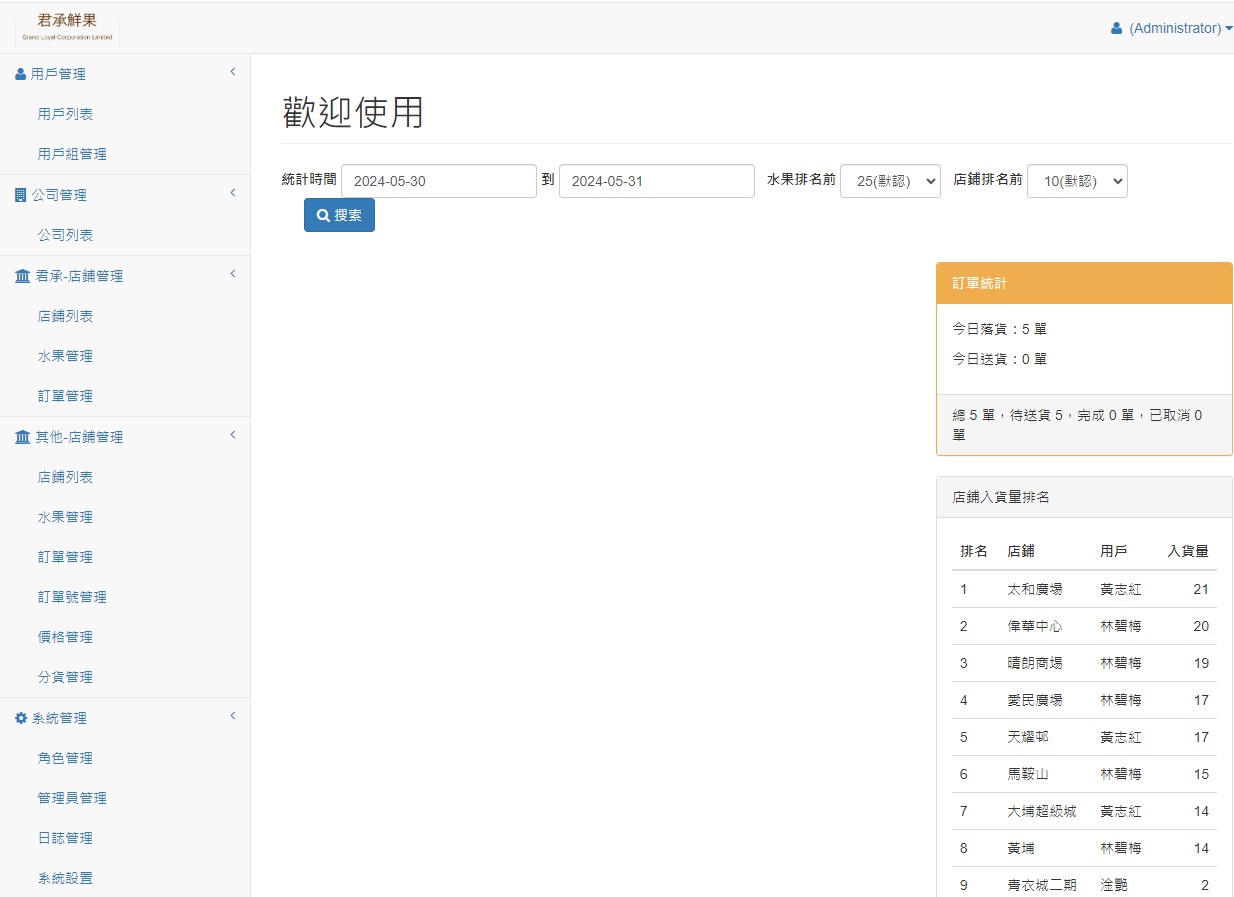 君承鮮果
Grand Loyal Corporation Limited
(Administrator)
用戶管理
用戶列表
用戶組管理
公司管理
公司列表
君承-店鋪管理
店鋪列表
水果管理
訂單管理
其他-店鋪管理
店鋪列表
水果管理
訂單管理
訂單號管理
價格管理
分貨管理
系統管理
角色管理
管理員管理
日誌管理
系統設置
歡迎使用
統計時間 2024-05-30 到 2024-05-31 水果排名前 25(默認) 店鋪排名前 10(默認)
搜索
訂單統計
今日落貨：5 單
今日送貨：0 單
總 5 單，待送貨 5，完成 0 單，已取消 0
單
店鋪入貨量排名
排名 店鋪 用戶 入貨量
1 太和廣場 黃志紅 21
2 偉華中心 林碧梅 20
3 晴朗商場 林碧梅 19
4 愛民廣場 林碧梅 17
5 天耀邨 黃志紅 17
6 馬鞍山 林碧梅 15
7 大埔超級城 黃志紅 14
8 黃埔 林碧梅 14
9 青衣城二期 淦艷 2